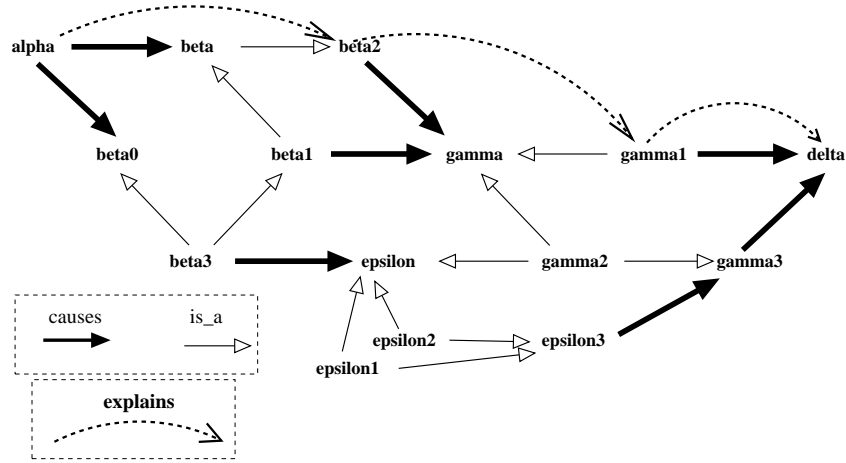 alpha beta beta2
beta0 beta1 gamma gamma1 delta
beta3 epsilon gamma2 gamma3
causes is_a
epsilon2 epsilon3
epsilon1
explains